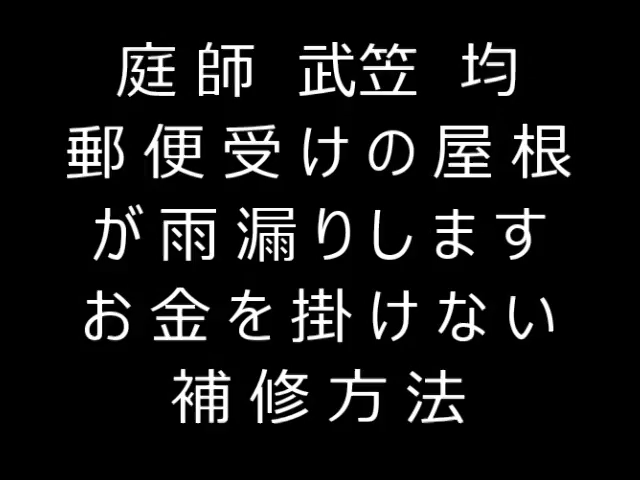 庭師 武笠 均
郵便受けの屋根
が雨漏りします
お金を掛けない
補修方法